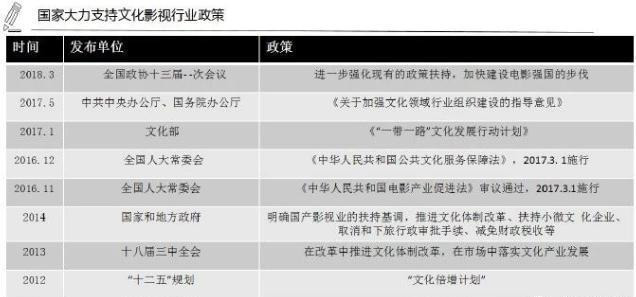 国家大力支持文化影视行业政策
时间 发布单位 政策
2018.3 全国政协十三届--次会议 进一步强化现有的政策扶持，加快建设电影强国的步伐
2017.5 中共中央办公厅、国务院办公厅 《关于加强文化领域行业组织建设的指导意见》
2017.1 文化部 《“一带一路”文化发展行动计划》
2016.12 全国人大常委会 《中华人民共和国公共文化服务保障法》，2017.3. 1施行
2016.11 全国人大常委会 《中华人民共和国电影产业促进法》审议通过，2017.3.1施行
2014 国家和地方政府 明确国产影视业的扶持基调，推进文化体制改革、扶持小微文 化企业、
取消和下旅行政审批手续、减免财政税收等
2013 十八届三中全会 在改革中推进文化体制改革，在市场中落实文化产业发展
2012 “十二五”规划 “文化倍增计划”